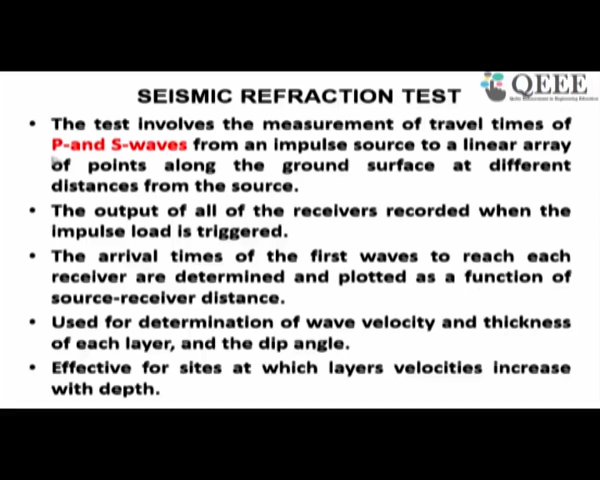 QEEE
SEISMIC REFRACTION TEST
• The test involves the measurement of travel times of
P-and S-waves from an impulse source to a linear array
of points along the ground surface at different
distances from the source.
• The output of all of the receivers recorded when the
impulse load is triggered.
• The arrival times of the first waves to reach each
receiver are determined and plotted as a function of
source-receiver distance.
• Used for determination of wave velocity and thickness
of each layer, and the dip angle.
• Effective for sites at which layers velocities increase
with depth.